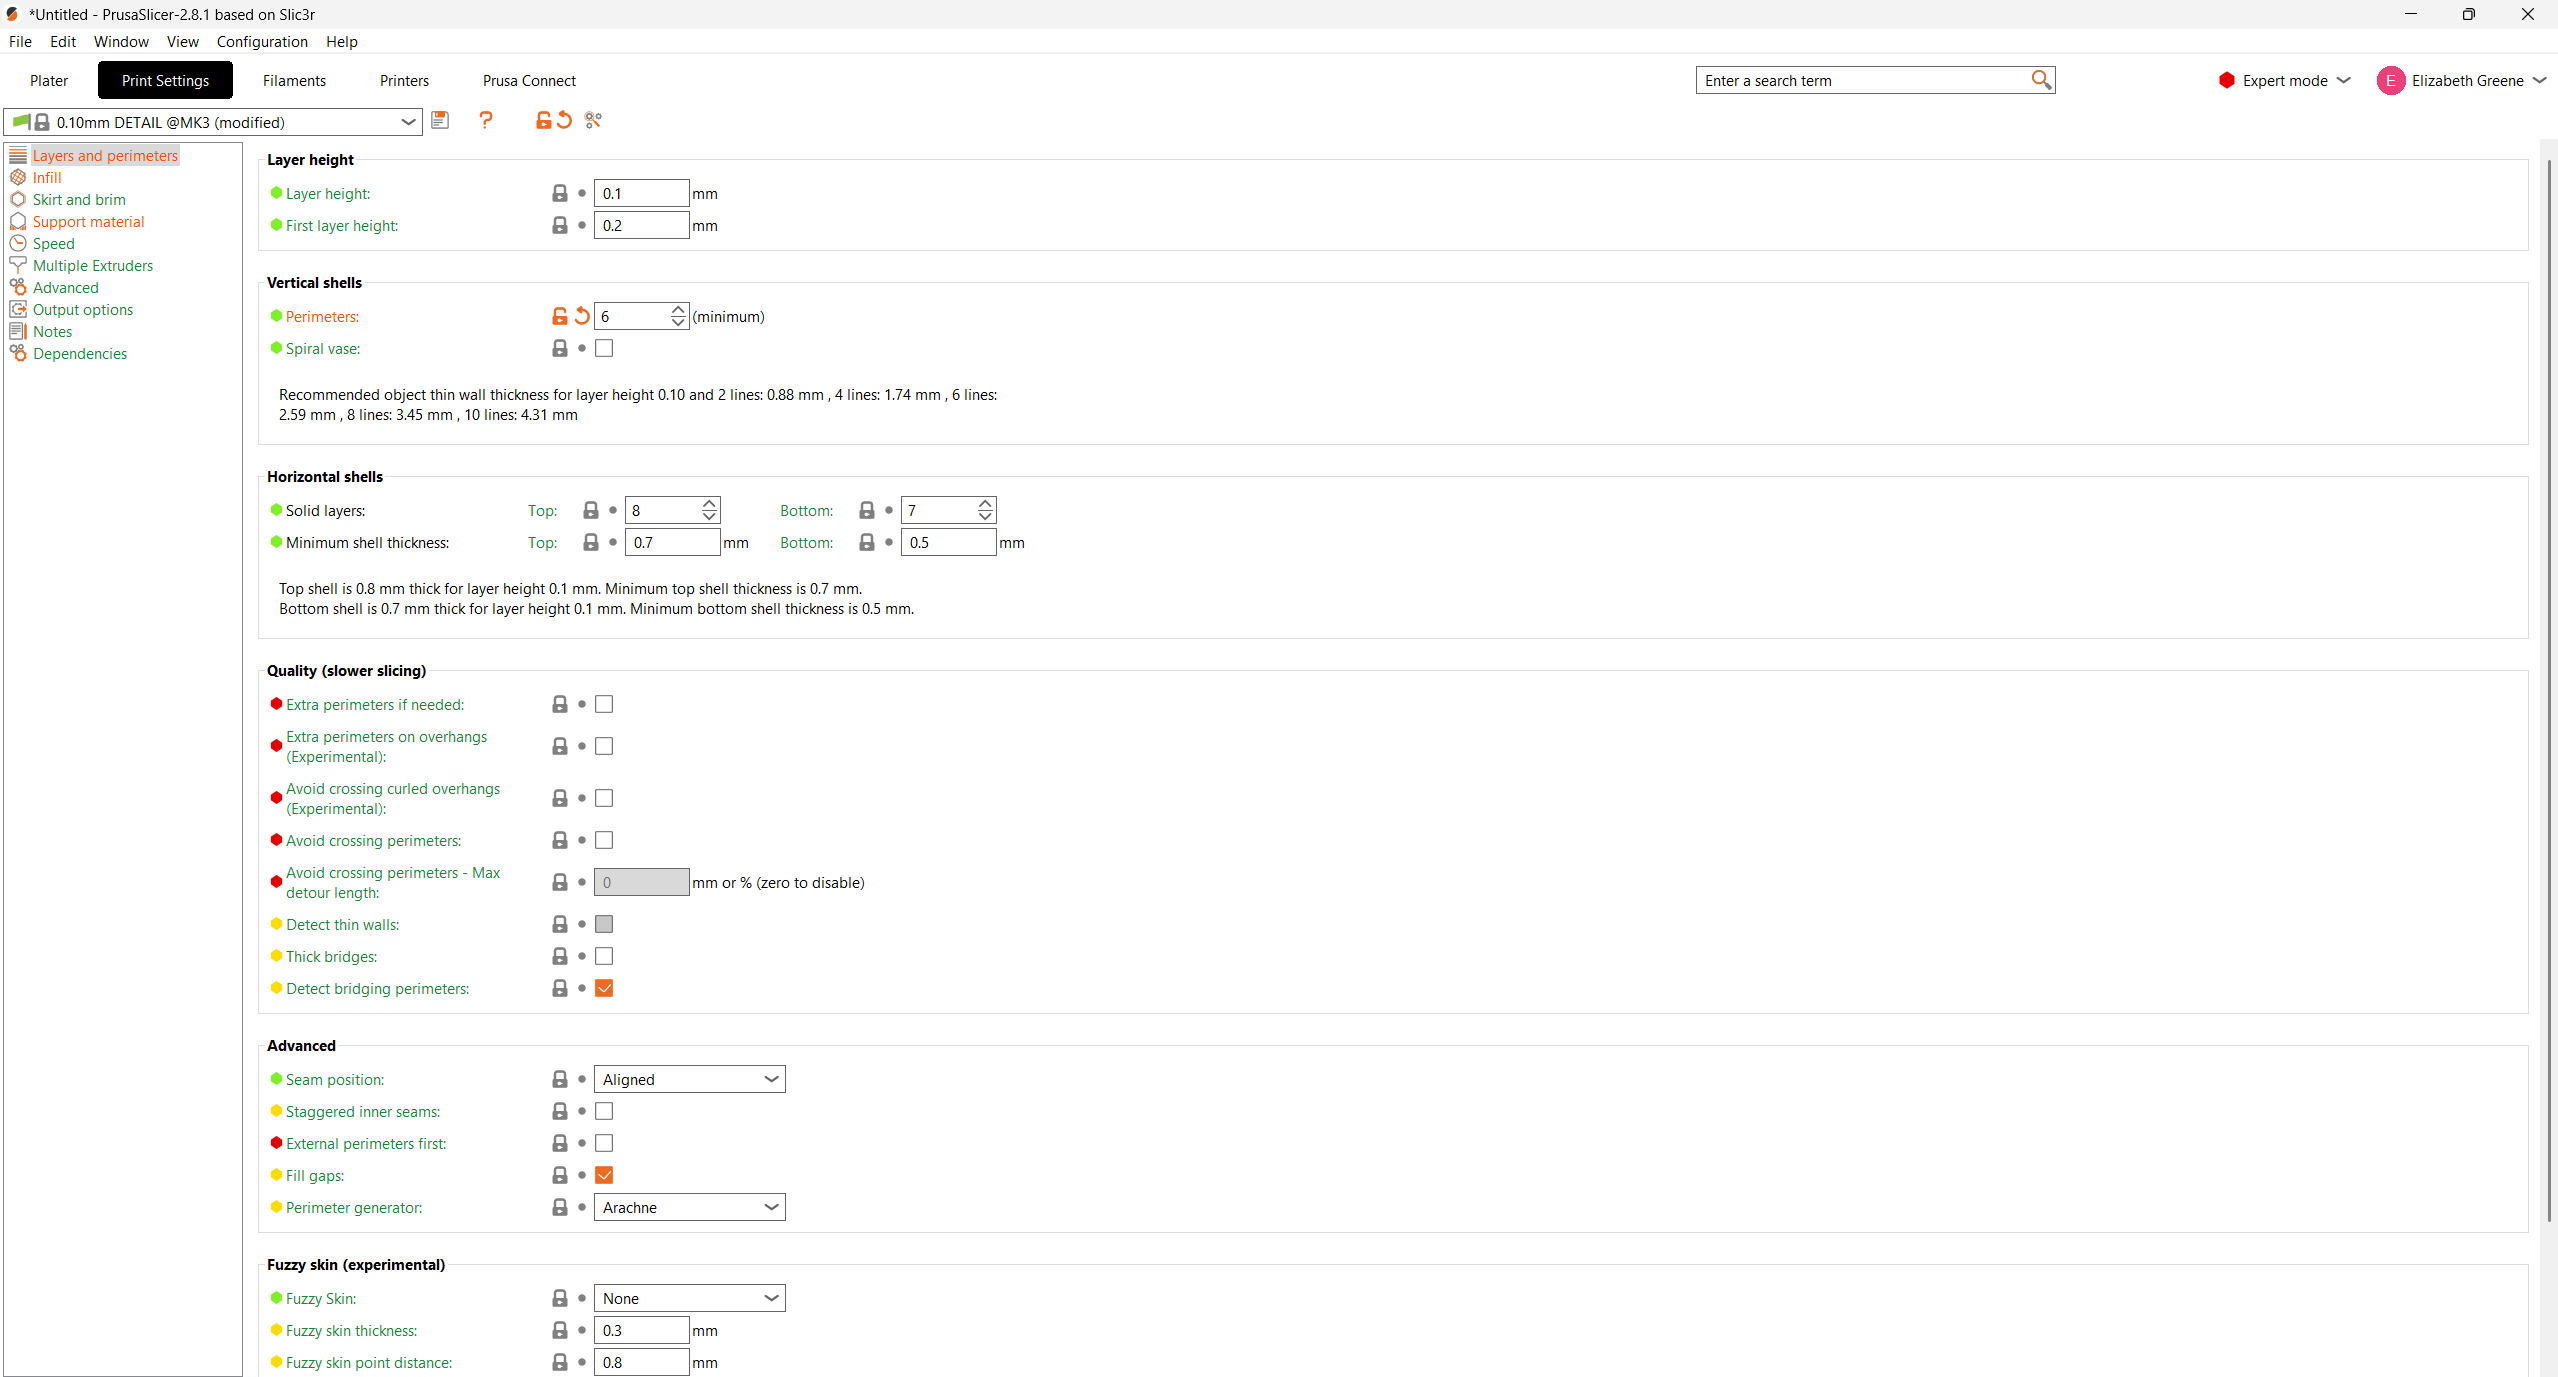 *Untitled - PrusaSlicer-2.8.1 based on Slic3r
File Edit Window View Configuration Help
Plater Print Settings Filaments Printers Prusa Connect Enter a search term Expert mode E Elizabeth Greene
0.10mm DETAIL @MK3 (modified) ?
Layers and perimeters
Infill
Skirt and brim
Support material
Speed
Multiple Extruders
Advanced
Output options
Notes
Dependencies
Layer height
Layer height: 0.1 mm
First layer height: 0.2 mm
Vertical shells
Perimeters: 6 (minimum)
Spiral vase:
Recommended object thin wall thickness for layer height 0.10 and 2 lines: 0.88 mm , 4 lines: 1.74 mm , 6 lines:
2.59 mm , 8 lines: 3.45 mm , 10 lines: 4.31 mm
Horizontal shells
Solid layers: Top: 8 Bottom: 7
Minimum shell thickness: Top: 0.7 mm Bottom: 0.5 mm
Top shell is 0.8 mm thick for layer height 0.1 mm. Minimum top shell thickness is 0.7 mm.
Bottom shell is 0.7 mm thick for layer height 0.1 mm. Minimum bottom shell thickness is 0.5 mm.
Quality (slower slicing)
Extra perimeters if needed:
Extra perimeters on overhangs
(Experimental):
Avoid crossing curled overhangs
(Experimental):
Avoid crossing perimeters:
Avoid crossing perimeters - Max
detour length: 0 mm or % (zero to disable)
Detect thin walls:
Thick bridges:
Detect bridging perimeters:
Advanced
Seam position: Aligned
Staggered inner seams:
External perimeters first:
Fill gaps:
Perimeter generator: Arachne
Fuzzy skin (experimental)
Fuzzy Skin: None
Fuzzy skin thickness: 0.3 mm
Fuzzy skin point distance: 0.8 mm